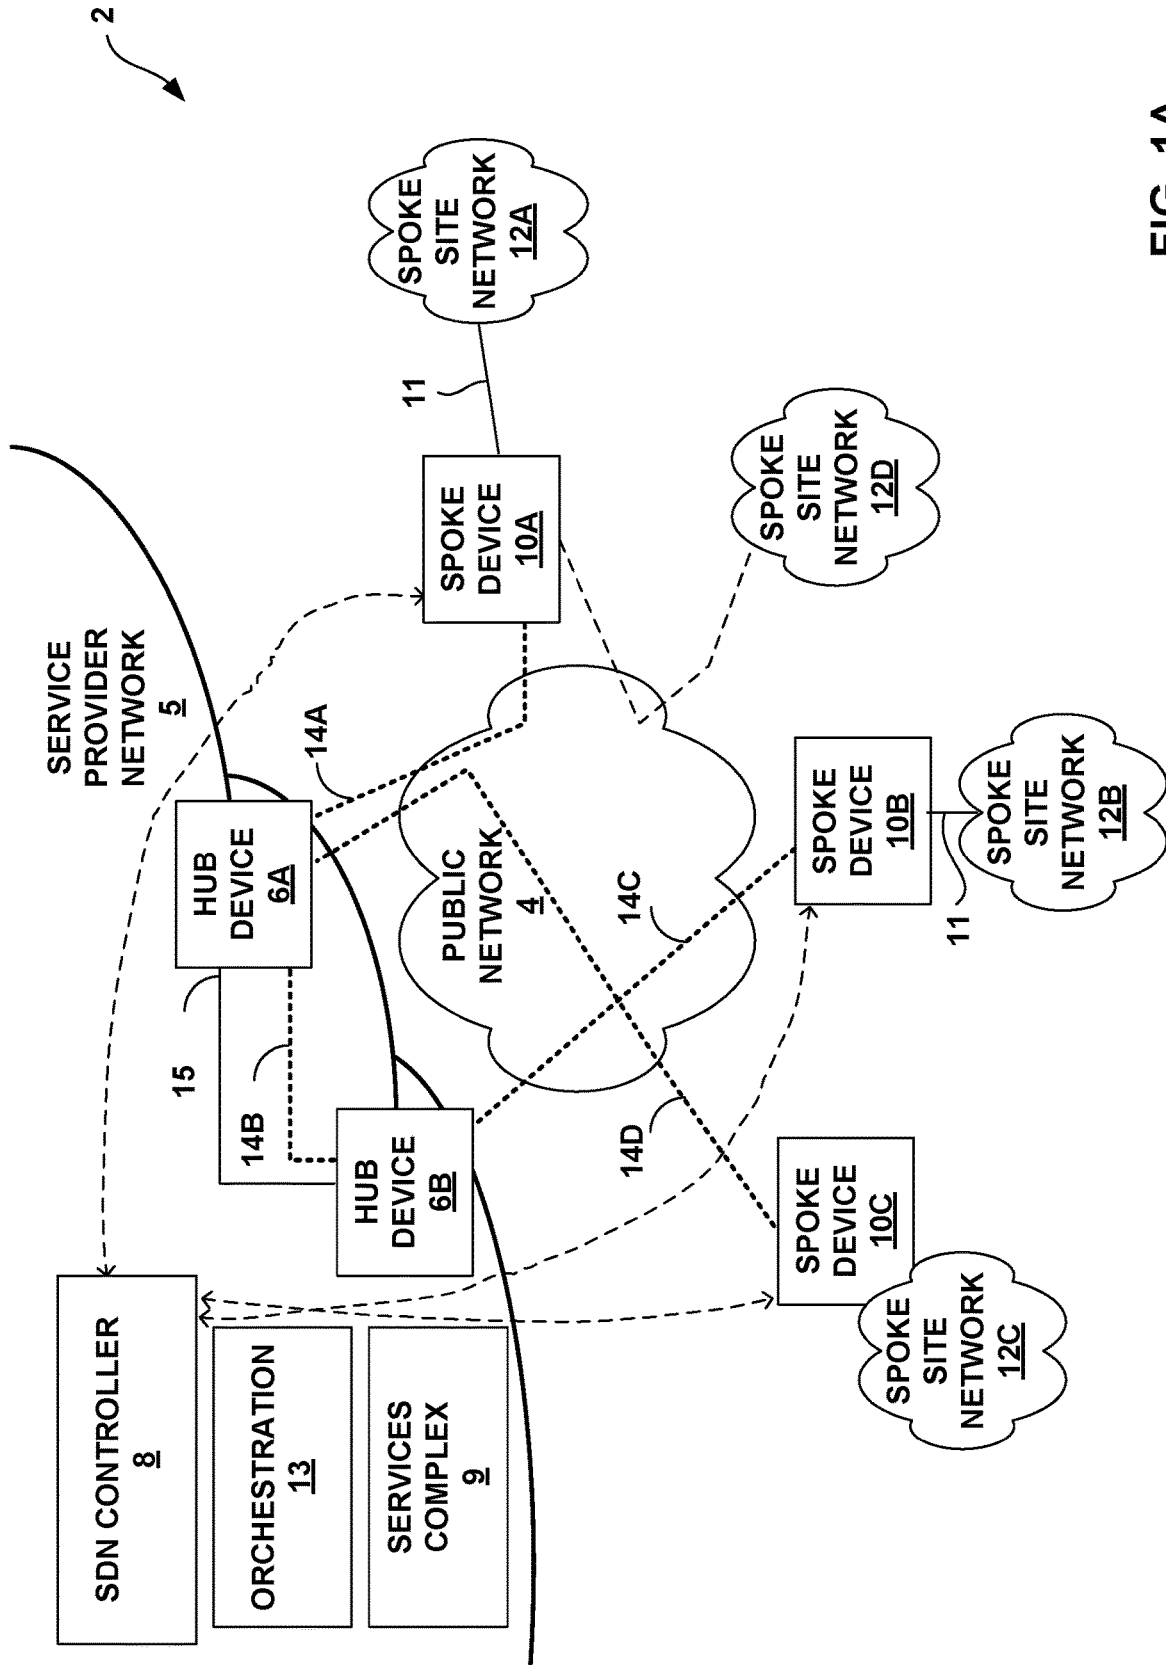 SDN CONTROLLER
8
ORCHESTRATION
13
SERVICES
COMPLEX
9
SERVICE
PROVIDER
NETWORK
5
2
15
14B
HUB
DEVICE
6A
HUB
DEVICE
6B
14A
PUBLIC
NETWORK
4
14C
14D
SPOKE
DEVICE
10A
11
SPOKE
SITE
NETWORK
12A
SPOKE
SITE
NETWORK
12D
SPOKE
DEVICE
10C
SPOKE
SITE
NETWORK
12C
SPOKE
DEVICE
10B
11
SPOKE
SITE
NETWORK
12B
FIG. 1A